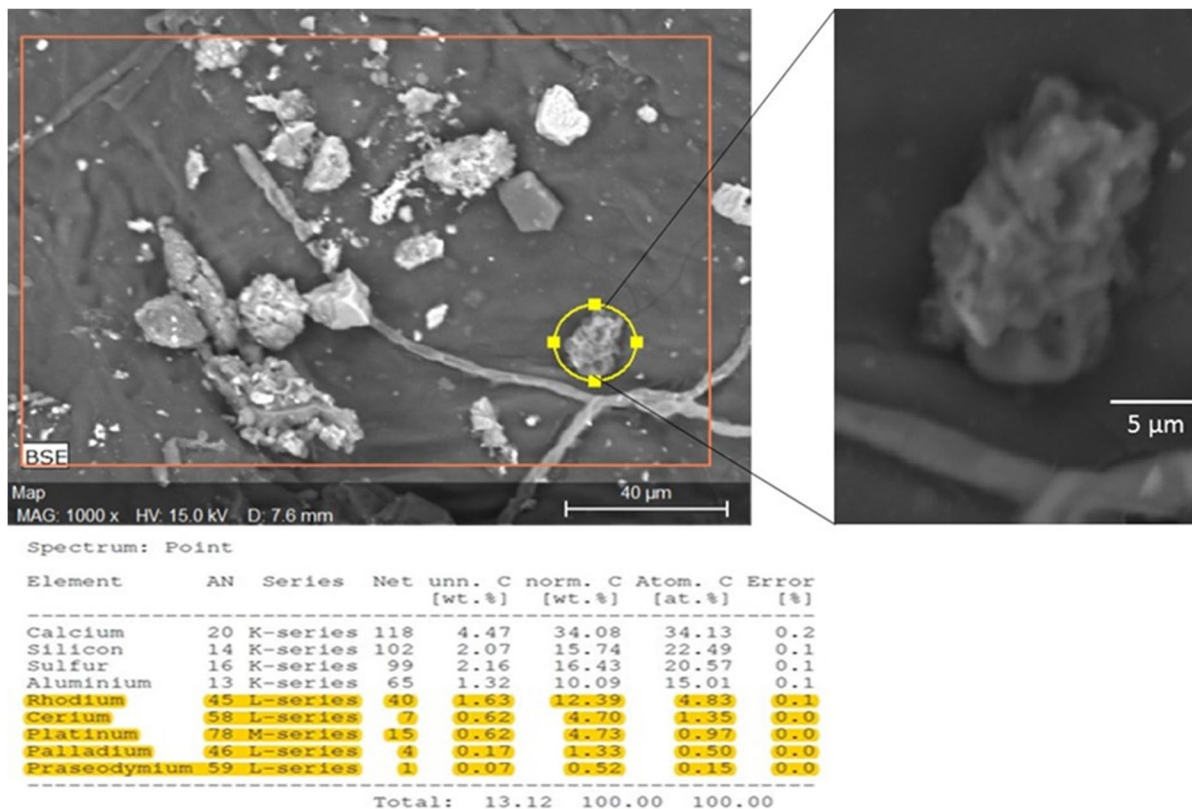 BSE
Map
40 µm
MAG: 1000 x HV: 15.0 kV D: 7.6 mm
5 µm
Spectrum: Point
Element AN Series Net unn. C norm. C Atom. C Error
[wt.%] [wt.%] [at.%] [%]
Calcium 20 K-series 118 4.47 34.08 34.13 0.2
Silicon 14 K-series 102 2.07 15.74 22.49 0.1
Sulfur 16 K-series 99 2.16 16.43 20.57 0.1
Aluminium 13 K-series 65 1.32 10.09 15.01 0.1
Rhodium 45 L-series 40 1.63 12.39 4.83 0.1
Cerium 58 L-series 7 0.62 4.70 1.35 0.0
Platinum 78 M-series 15 0.62 4.73 0.97 0.0
Palladium 46 L-series 4 0.17 1.33 0.50 0.0
Praseodymium 59 L-series 1 0.07 0.52 0.15 0.0
Total: 13.12 100.00 100.00